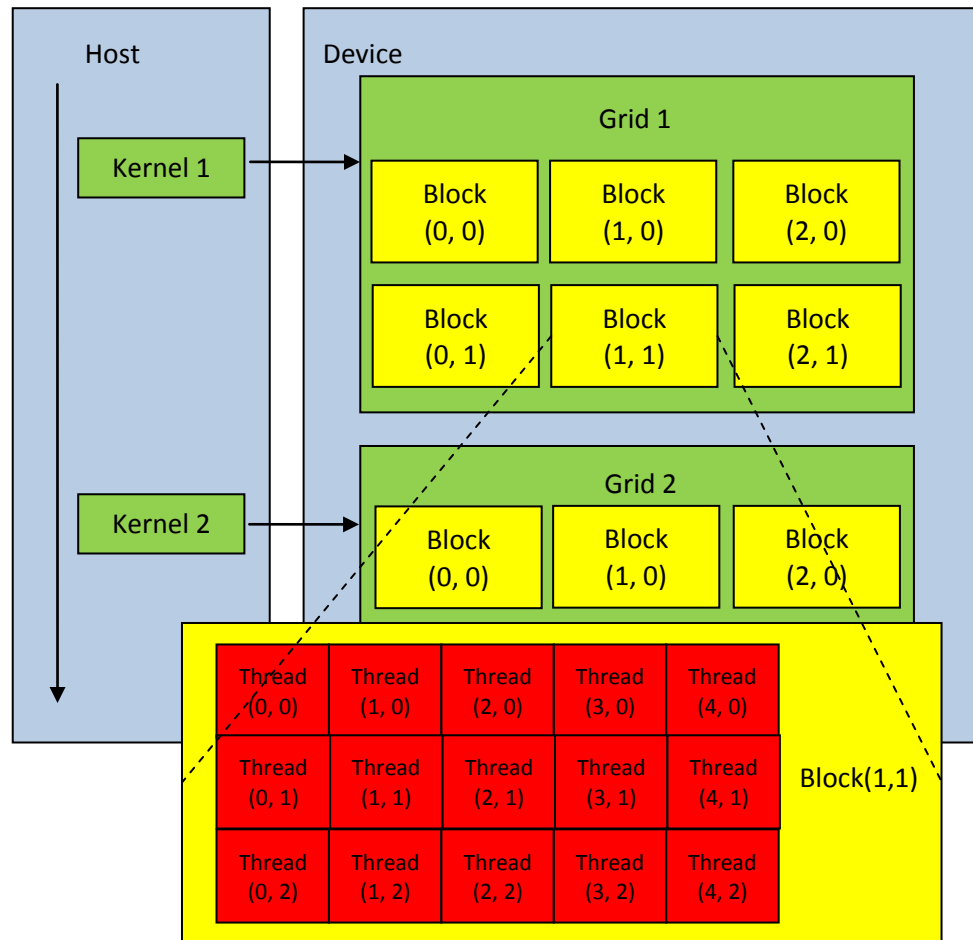 Host
Device
Grid 1
Kernel 1
Block
(0, 0)
Block
(1, 0)
Block
(2, 0)
Block
(0, 1)
Block
(1, 1)
Block
(2, 1)
Grid 2
Kernel 2
Block
(0, 0)
Block
(1, 0)
Block
(2, 0)
Thread
(0, 0)
Thread
(1, 0)
Thread
(2, 0)
Thread
(3, 0)
Thread
(4, 0)
Thread
(0, 1)
Thread
(1, 1)
Thread
(2, 1)
Thread
(3, 1)
Thread
(4, 1)
Block(1,1)
Thread
(0, 2)
Thread
(1, 2)
Thread
(2, 2)
Thread
(3, 2)
Thread
(4, 2)